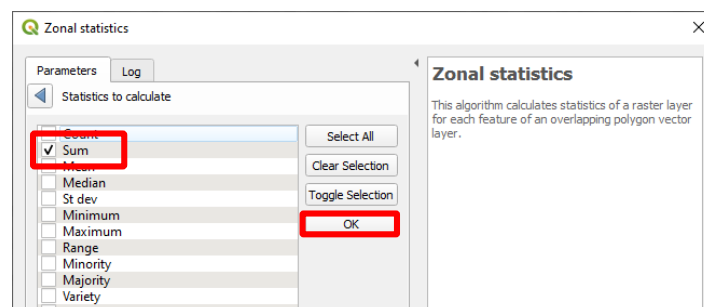 Zonal statistics
Parameters
Log
Statistics to calculate
Count
Sum
Mean
Median
St dev
Minimum
Maximum
Range
Minority
Majority
Variety
Select All
Clear Selection
Toggle Selection
OK
Zonal statistics
This algorithm calculates statistics of a raster layer
for each feature of an overlapping polygon vector
layer.